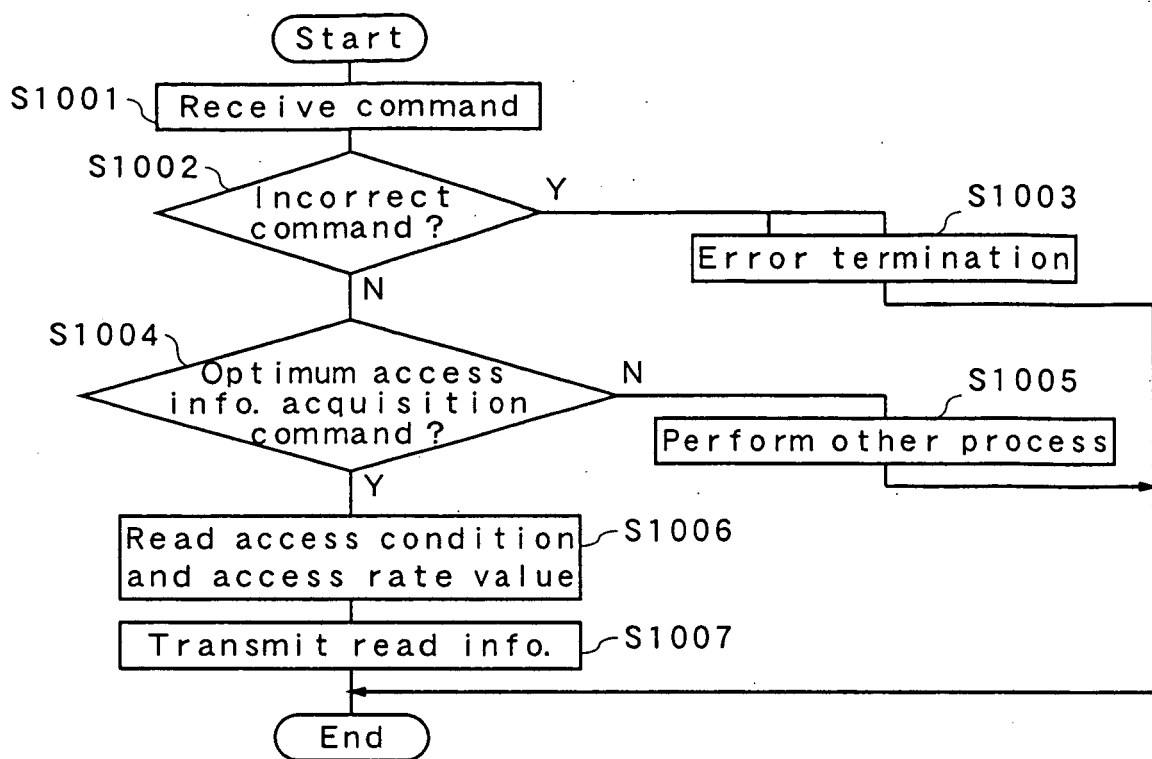 Start
S1001
Receive command
S1002
Incorrect
command?
Y
N
S1003
Error termination
S1004
Optimum access
info. acquisition
command?
N
Y
S1005
Perform other process
Read access condition
and access rate value
S1006
Transmit read info.
S1007
End